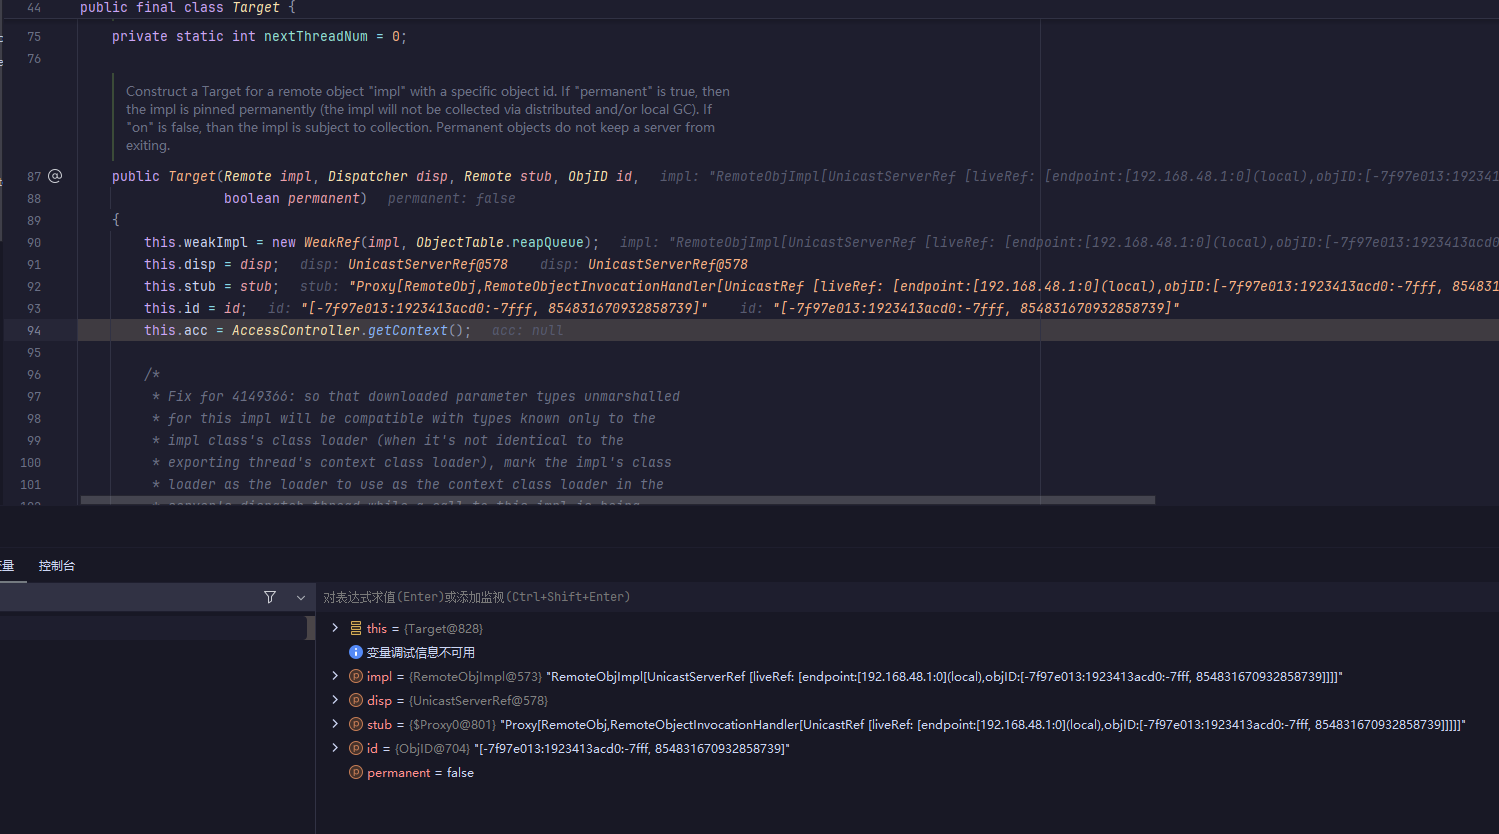 44 public final class Target {
75 private static int nextThreadNum = 0;
76
Construct a Target for a remote object "impl" with a specific object id. If "permanent" is true, then
the impl is pinned permanently (the impl will not be collected via distributed and/or local GC). If
"on" is false, than the impl is subject to collection. Permanent objects do not keep a server from
exiting.
87 public Target(Remote impl, Dispatcher disp, Remote stub, ObjID id, impl: "RemoteObjImpl[UnicastServerRef [liveRef: [endpoint:[192.168.48.1:0](local),objID:[-7f97e013:1923413
88 boolean permanent) permanent: false
89 {
90 this.weakImpl = new WeakRef(impl, ObjectTable.reapQueue); impl: "RemoteObjImpl[UnicastServerRef [liveRef: [endpoint:[192.168.48.1:0](local),objID:[-7f97e013:1923413acd0
91 this.disp = disp; disp: UnicastServerRef@578 disp: UnicastServerRef@578
92 this.stub = stub; stub: "Proxy[RemoteObj,RemoteObjectInvocationHandler[UnicastRef [liveRef: [endpoint:[192.168.48.1:0](local),objID:[-7f97e013:1923413acd0:-7fff, 8548316
93 this.id = id; id: "[-7f97e013:1923413acd0:-7fff, 854831670932858739]" id: "[-7f97e013:1923413acd0:-7fff, 854831670932858739]"
94 this.acc = AccessController.getContext(); acc: null
95
96 /*
97 * Fix for 4149366: so that downloaded parameter types unmarshalled
98 * for this impl will be compatible with types known only to the
99 * impl class's class loader (when it's not identical to the
100 * exporting thread's context class loader), mark the impl's class
101 * loader as the loader to use as the context class loader in the
量 控制台
对表达式求值(Enter)或添加监视(Ctrl+Shift+Enter)
this = {Target@828}
变量调试信息不可用
impl = {RemoteObjImpl@573} "RemoteObjImpl[UnicastServerRef [liveRef: [endpoint:[192.168.48.1:0](local),objID:[-7f97e013:1923413acd0:-7fff, 854831670932858739]]]]"
disp = {UnicastServerRef@578}
stub = {$Proxy0@801} "Proxy[RemoteObj,RemoteObjectInvocationHandler[UnicastRef [liveRef: [endpoint:[192.168.48.1:0](local),objID:[-7f97e013:1923413acd0:-7fff, 854831670932858739]]]]]"
id = {ObjID@704} "[-7f97e013:1923413acd0:-7fff, 854831670932858739]"
permanent = false